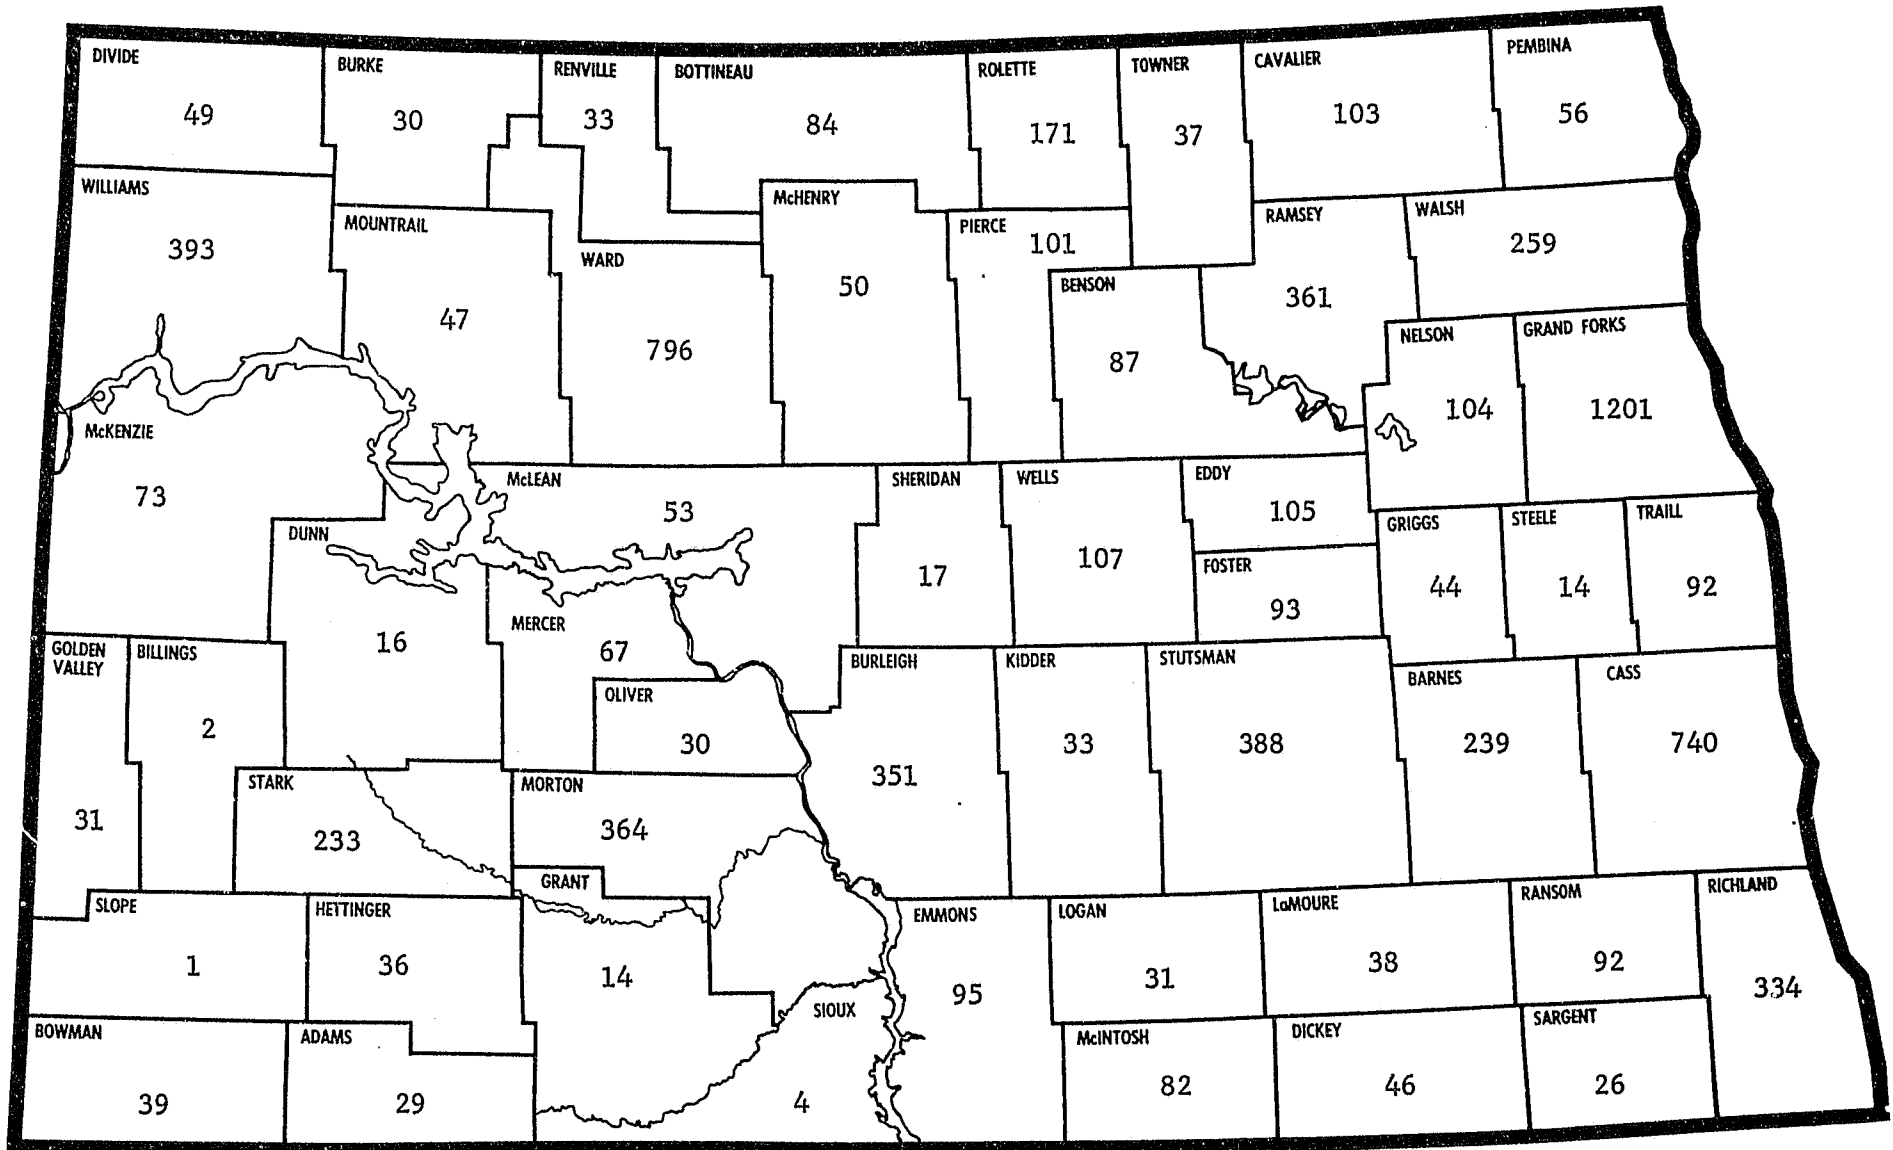 DIVIDE
49
BURKE
30
RENVILLE
33
BOTTINEAU
84
ROLETTE
171
TOWNER
37
CAVALIER
103
PEMBINA
56
WILLIAMS
393
MOUNTRAIL
47
WARD
796
McHENRY
50
PIERCE
101
BENSON
87
RAMSEY
361
WALSH
259
NELSON
104
GRAND FORKS
1201
McKENZIE
73
DUNN
16
McLEAN
53
MERCER
67
OLIVER
30
SHERIDAN
17
WELLS
107
EDDY
105
FOSTER
93
GRIGGS
44
STEELE
14
TRAILL
92
GOLDEN
VALLEY
31
BILLINGS
2
STARK
233
MORTON
364
BURLEIGH
351
KIDDER
33
STUTSMAN
388
BARNES
239
CASS
740
SLOPE
1
HETTINGER
36
GRANT
14
SIOUX
4
EMMONS
95
LOGAN
31
LaMOURE
38
RANSOM
92
RICHLAND
334
BOWMAN
39
ADAMS
29
McINTOSH
82
DICKEY
46
SARGENT
26